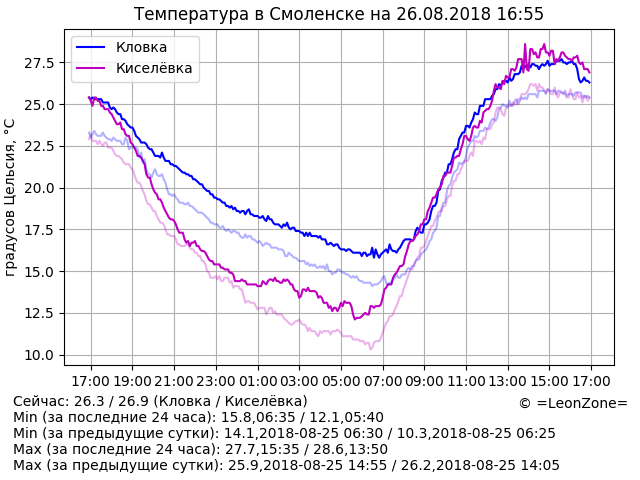 Температура в Смоленске на 26.08.2018 16:55
Кловка
Киселёвка
градусов Цельсия, °C
27.5
25.0
22.5
20.0
17.5
15.0
12.5
10.0
17:00 19:00 21:00 23:00 01:00 03:00 05:00 07:00 09:00 11:00 13:00 15:00 17:00
Сейчас: 26.3 / 26.9 (Кловка / Киселёвка)
© =LeonZone=
Min (за последние 24 часа): 15.8,06:35 / 12.1,05:40
Min (за предыдущие сутки): 14.1,2018-08-25 06:30 / 10.3,2018-08-25 06:25
Max (за последние 24 часа): 27.7,15:35 / 28.6,13:50
Max (за предыдущие сутки): 25.9,2018-08-25 14:55 / 26.2,2018-08-25 14:05